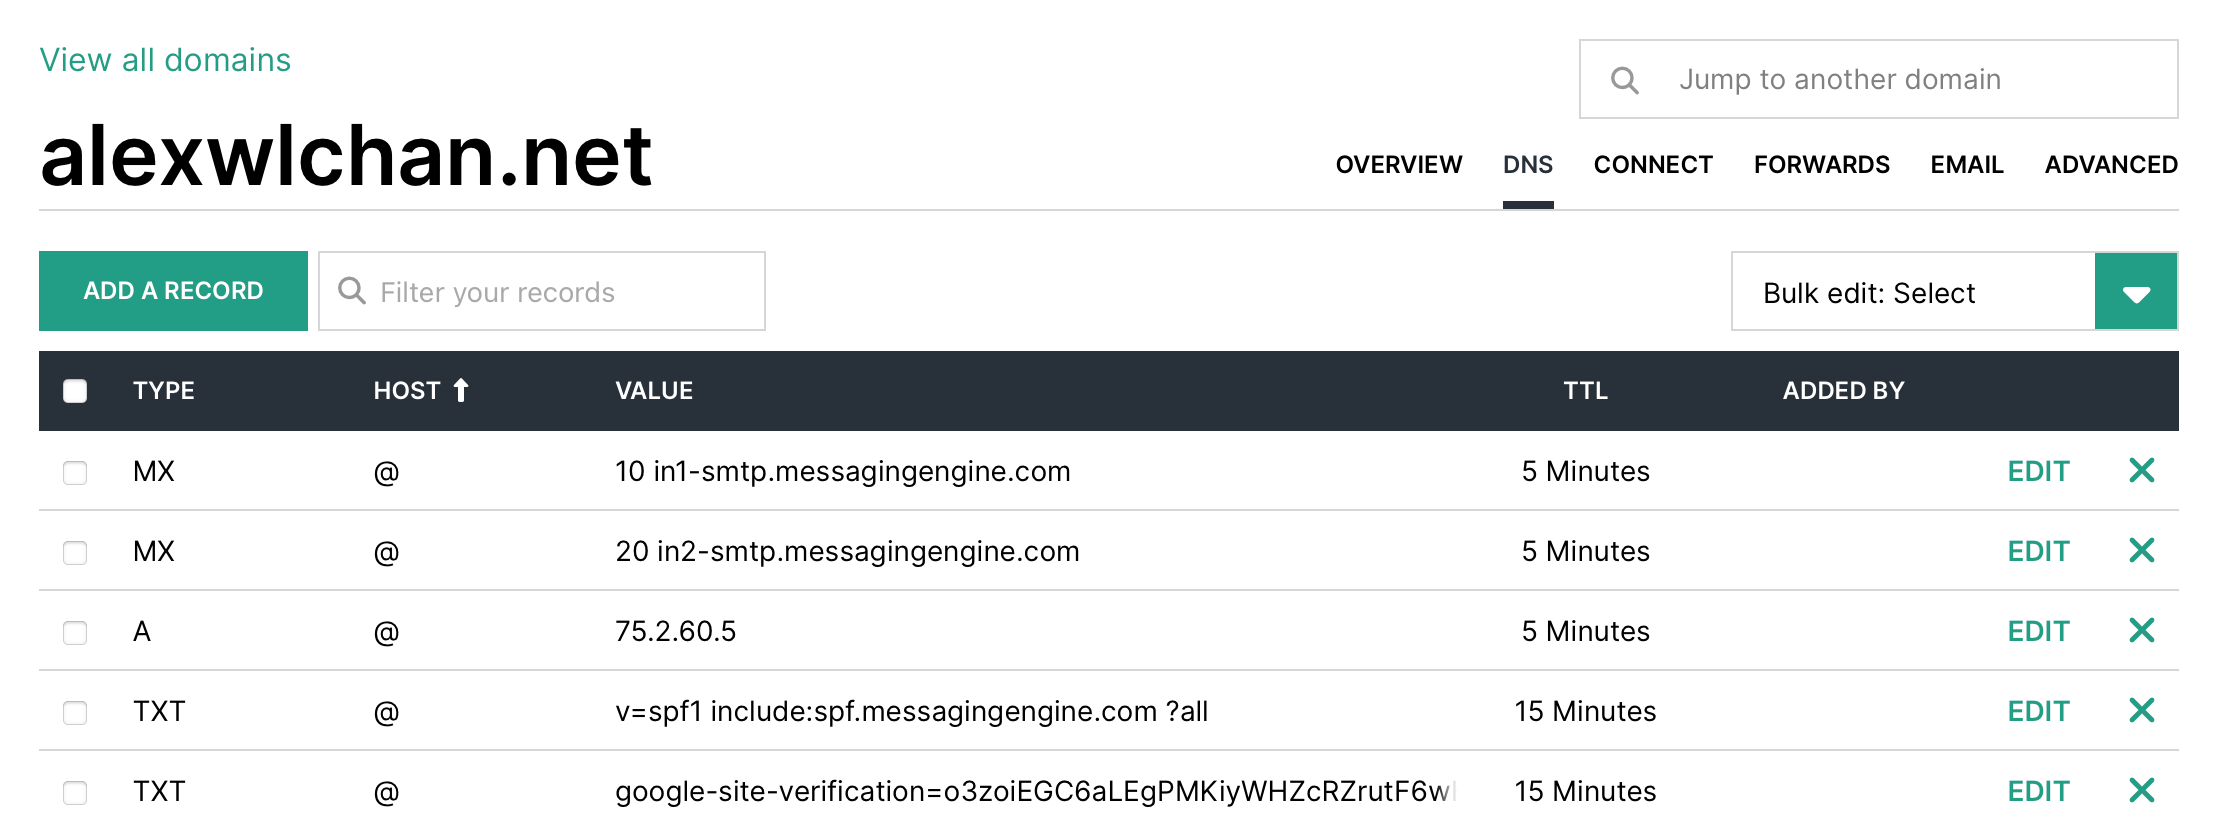 View all domains
Jump to another domain
alexwlchan.net
OVERVIEW DNS CONNECT FORWARDS EMAIL ADVANCED
ADD A RECORD Filter your records Bulk edit: Select
TYPE HOST VALUE TTL ADDED BY
MX @ 10 in1-smtp.messagingengine.com 5 Minutes EDIT
MX @ 20 in2-smtp.messagingengine.com 5 Minutes EDIT
A @ 75.2.60.5 5 Minutes EDIT
TXT @ v=spf1 include:spf.messagingengine.com ?all 15 Minutes EDIT
TXT @ google-site-verification=o3zoiEGC6aLEgPMKiyWHZcRZrutF6w 15 Minutes EDIT